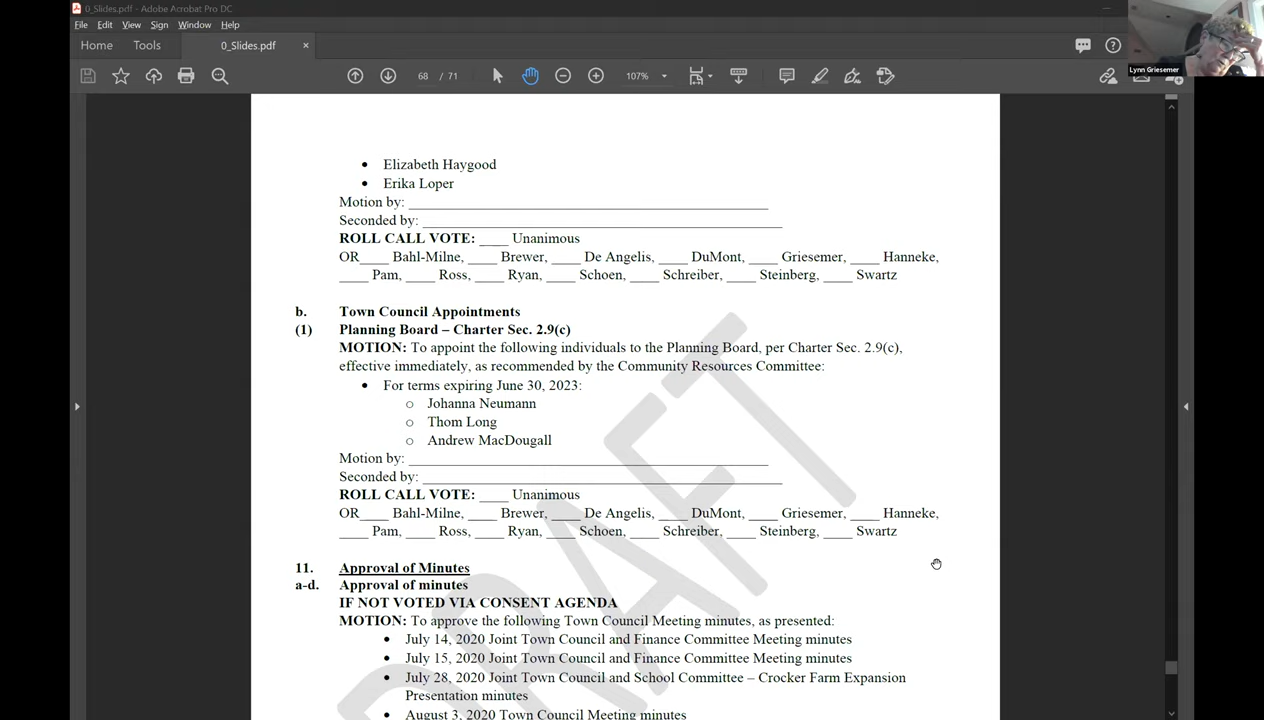 0_Slides.pdf - Adobe Acrobat Pro DC
File Edit View Sign Window Help
Home Tools 0_Slides.pdf ×
68 / 71 107%
Lynn Griesemer
• Elizabeth Haygood
• Erika Loper
Motion by: ____
Seconded by: ____
ROLL CALL VOTE: ____ Unanimous
OR____ Bahl-Milne, ____ Brewer, ____ De Angelis, ____ DuMont, ____ Griesemer, ____ Hanneke,
____ Pam, ____ Ross, ____ Ryan, ____ Schoen, ____ Schreiber, ____ Steinberg, ____ Swartz
b. Town Council Appointments
(1) Planning Board – Charter Sec. 2.9(c)
MOTION: To appoint the following individuals to the Planning Board, per Charter Sec. 2.9(c),
effective immediately, as recommended by the Community Resources Committee:
• For terms expiring June 30, 2023:
o Johanna Neumann
o Thom Long
o Andrew MacDougall
Motion by: ____
Seconded by: ____
ROLL CALL VOTE: ____ Unanimous
OR____ Bahl-Milne, ____ Brewer, ____ De Angelis, ____ DuMont, ____ Griesemer, ____ Hanneke,
____ Pam, ____ Ross, ____ Ryan, ____ Schoen, ____ Schreiber, ____ Steinberg, ____ Swartz
11. Approval of Minutes
a-d. Approval of minutes
IF NOT VOTED VIA CONSENT AGENDA
MOTION: To approve the following Town Council Meeting minutes, as presented:
• July 14, 2020 Joint Town Council and Finance Committee Meeting minutes
• July 15, 2020 Joint Town Council and Finance Committee Meeting minutes
• July 28, 2020 Joint Town Council and School Committee – Crocker Farm Expansion
Presentation minutes
• August 3, 2020 Town Council Meeting minutes
DRAFT